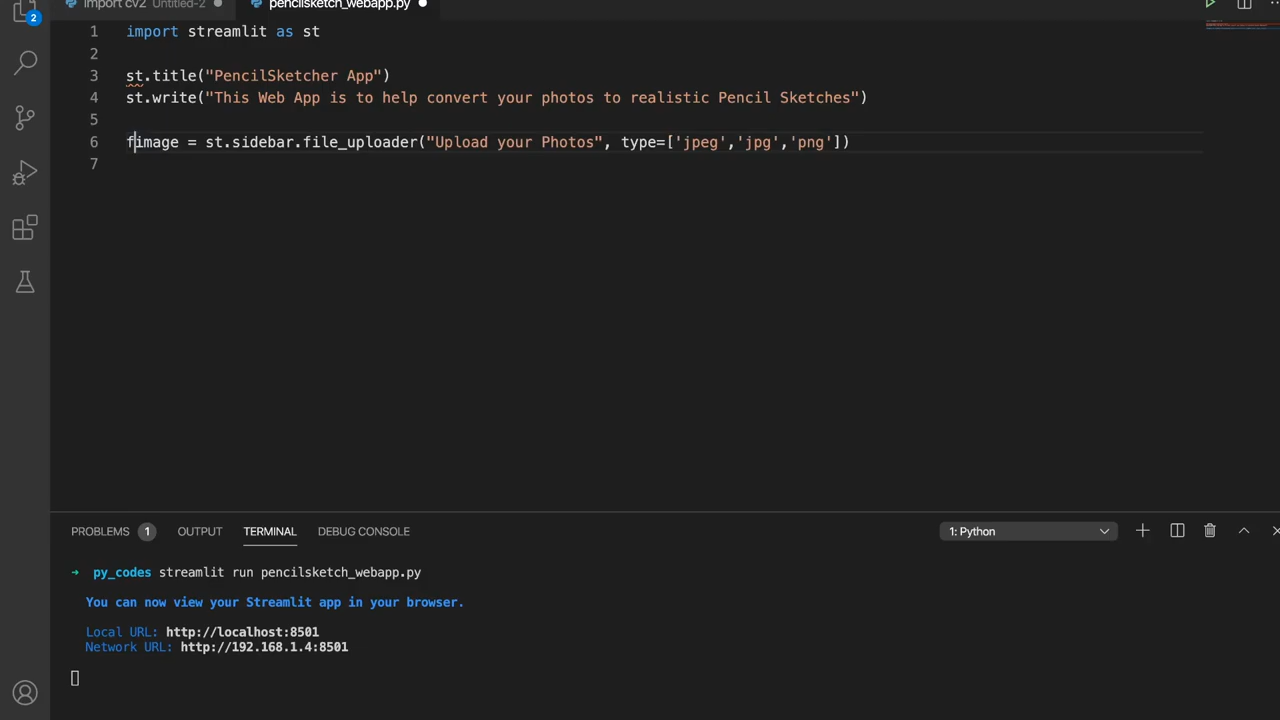 import cv2 Untitled-2
pencilsketch_webapp.py
2
1 import streamlit as st
2
3 st.title("PencilSketcher App")
4 st.write("This Web App is to help convert your photos to realistic Pencil Sketches")
5
6 fimage = st.sidebar.file_uploader("Upload your Photos", type=['jpeg','jpg','png'])
7
PROBLEMS 1 OUTPUT TERMINAL DEBUG CONSOLE 1: Python
➜ py_codes streamlit run pencilsketch_webapp.py
You can now view your Streamlit app in your browser.
Local URL: http://localhost:8501
Network URL: http://192.168.1.4:8501